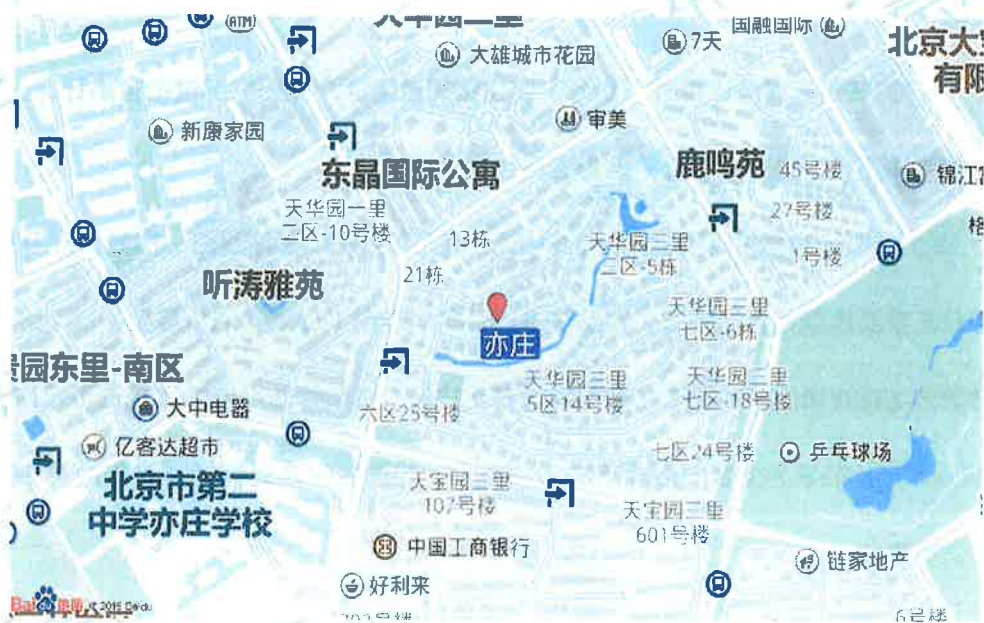 ATM
天华园二里
国融国际
大雄城市花园
7天
北京大
有限
审美
新康家园
东晶国际公寓
鹿鸣苑
45号楼
锦江
天华园一里
二区-10号楼
27号楼
13栋
天华园三里
二区-5栋
1号楼
21栋
听涛雅苑
天华园三里
七区-6栋
亦庄
园东里-南区
天华园三里
5区14号楼
天华园三里
七区-18号楼
大中电器
六区25号楼
亿客达超市
七区24号楼
乒乓球场
北京市第二
中学亦庄学校
天宝园三里
107号楼
天宝园三里
601号楼
中国工商银行
链家地产
好利来
6号楼
© 2015 Baidu